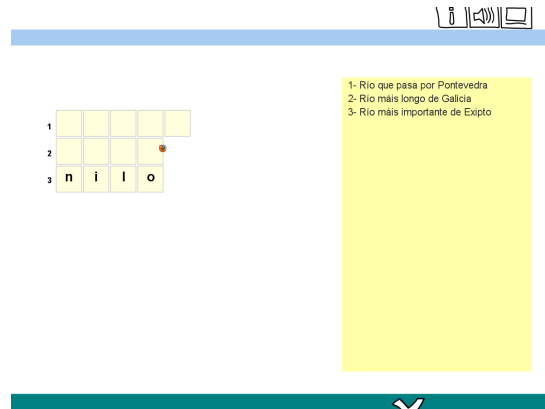 1- Río que pasa por Pontevedra
2- Río máis longo de Galicia
3- Río máis importante de Exipto
1
2
3 n i l o